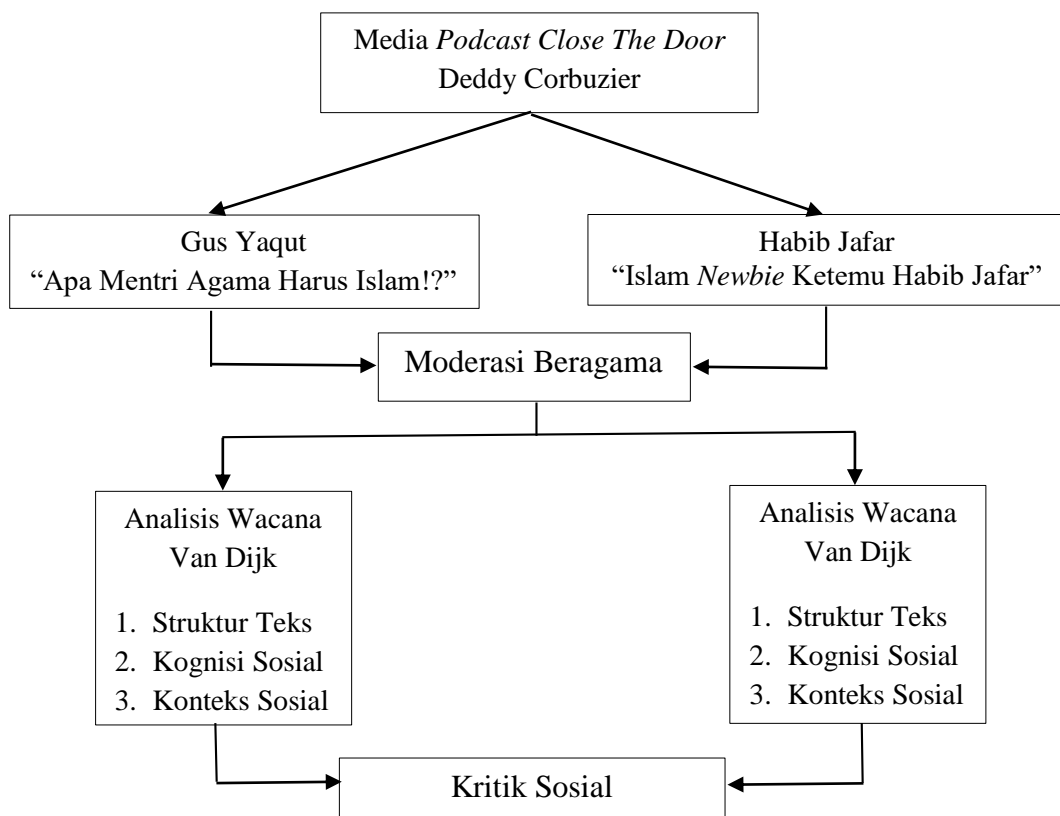 Media Podcast Close The Door
Deddy Corbuzier
Gus Yaqut
“Apa Mentri Agama Harus Islam!?”
Habib Jafar
“Islam Newbie Ketemu Habib Jafar”
Moderasi Beragama
Analisis Wacana
Van Dijk
1. Struktur Teks
2. Kognisi Sosial
3. Konteks Sosial
Analisis Wacana
Van Dijk
1. Struktur Teks
2. Kognisi Sosial
3. Konteks Sosial
Kritik Sosial